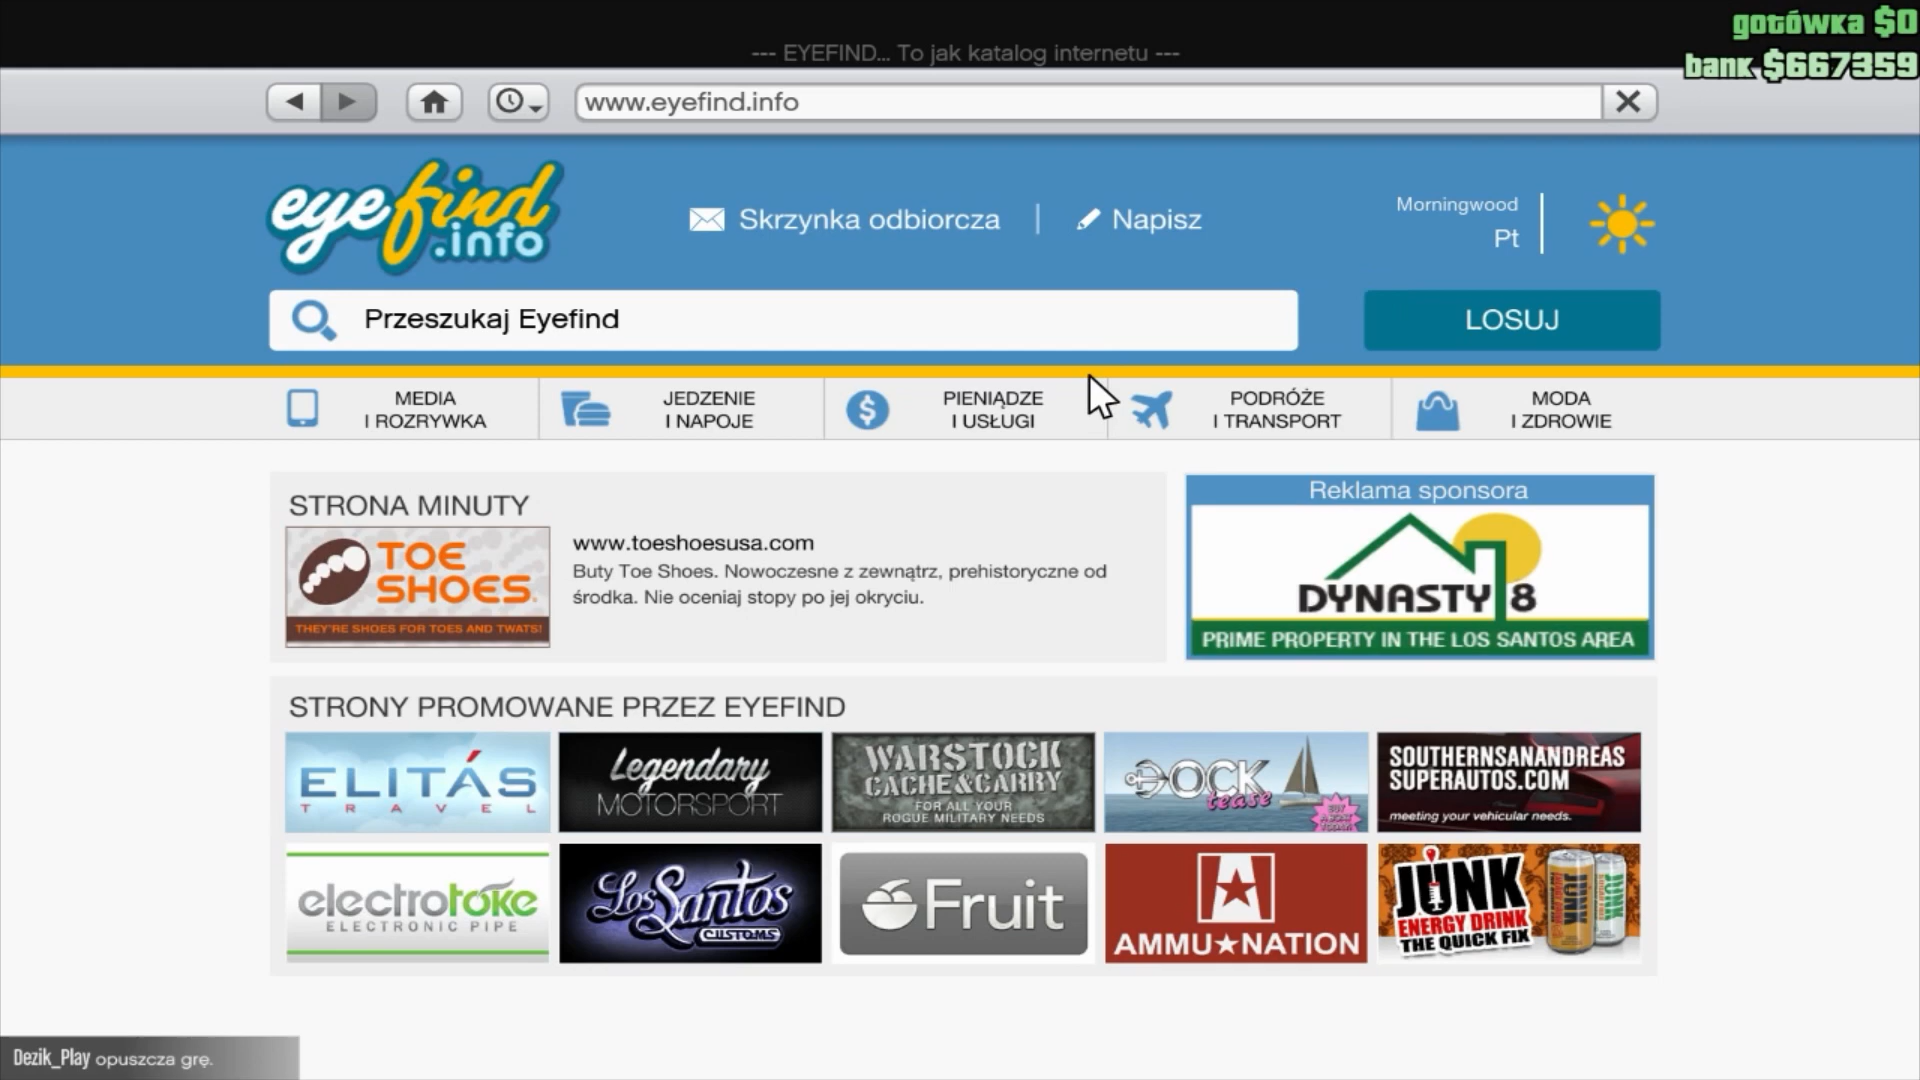 gotówka $0
--- EYEFIND... To jak katalog internetu ---
bank $667359
www.eyefind.info
eyefind
.info
Skrzynka odbiorcza
Napisz
Morningwood
Pt
Przeszukaj Eyefind
LOSUJ
MEDIA
I ROZRYWKA
JEDZENIE
I NAPOJE
PIENIĄDZE
I USŁUGI
PODRÓŻE
I TRANSPORT
MODA
I ZDROWIE
STRONA MINUTY
TOE
SHOES
THEY'RE SHOES FOR TOES AND TWATS!
www.toeshoesusa.com
Buty Toe Shoes. Nowoczesne z zewnątrz, prehistoryczne od
środka. Nie oceniaj stopy po jej okryciu.
Reklama sponsora
DYNASTY 8
PRIME PROPERTY IN THE LOS SANTOS AREA
STRONY PROMOWANE PRZEZ EYEFIND
ELITÁS
TRAVEL
Legendary
MOTORSPORT
WARSTOCK
CACHE & CARRY
FOR ALL YOUR
ROGUE MILITARY NEEDS
DOCK
tease
SOUTHERNSANANDREAS
SUPERAUTOS.COM
meeting your vehicular needs.
electrotoke
ELECTRONIC PIPE
Los Santos
CUSTOMS
Fruit
AMMU★NATION
JUNK
ENERGY DRINK
THE QUICK FIX
Dezik_Play opuszcza grę.